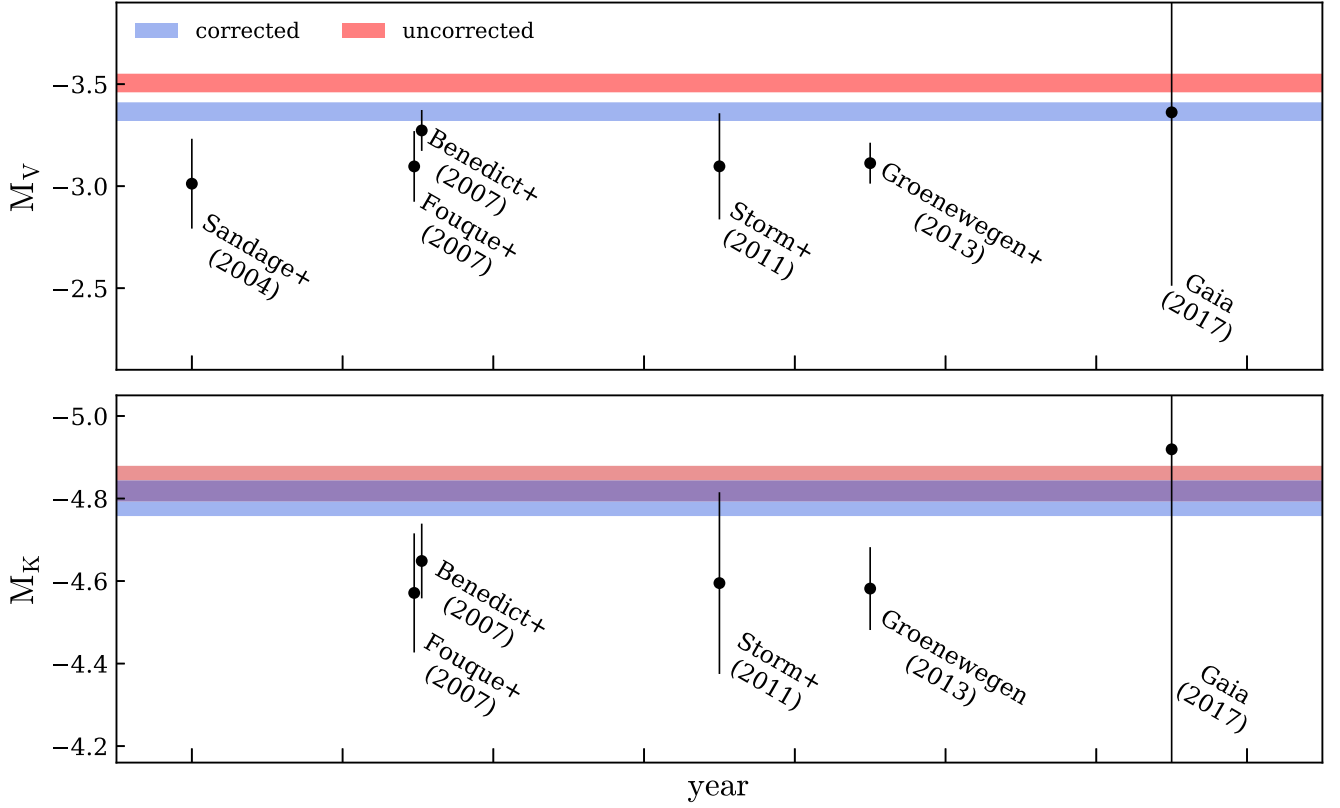 corrected
uncorrected
−3.5
−3.0
−2.5
M_V
Sandage+
(2004)
Benedict+
(2007)
Fouque+
(2007)
Storm+
(2011)
Groenewegen+
(2013)
Gaia
(2017)
−5.0
−4.8
−4.6
−4.4
−4.2
M_K
Benedict+
(2007)
Fouque+
(2007)
Storm+
(2011)
Groenewegen
(2013)
Gaia
(2017)
year